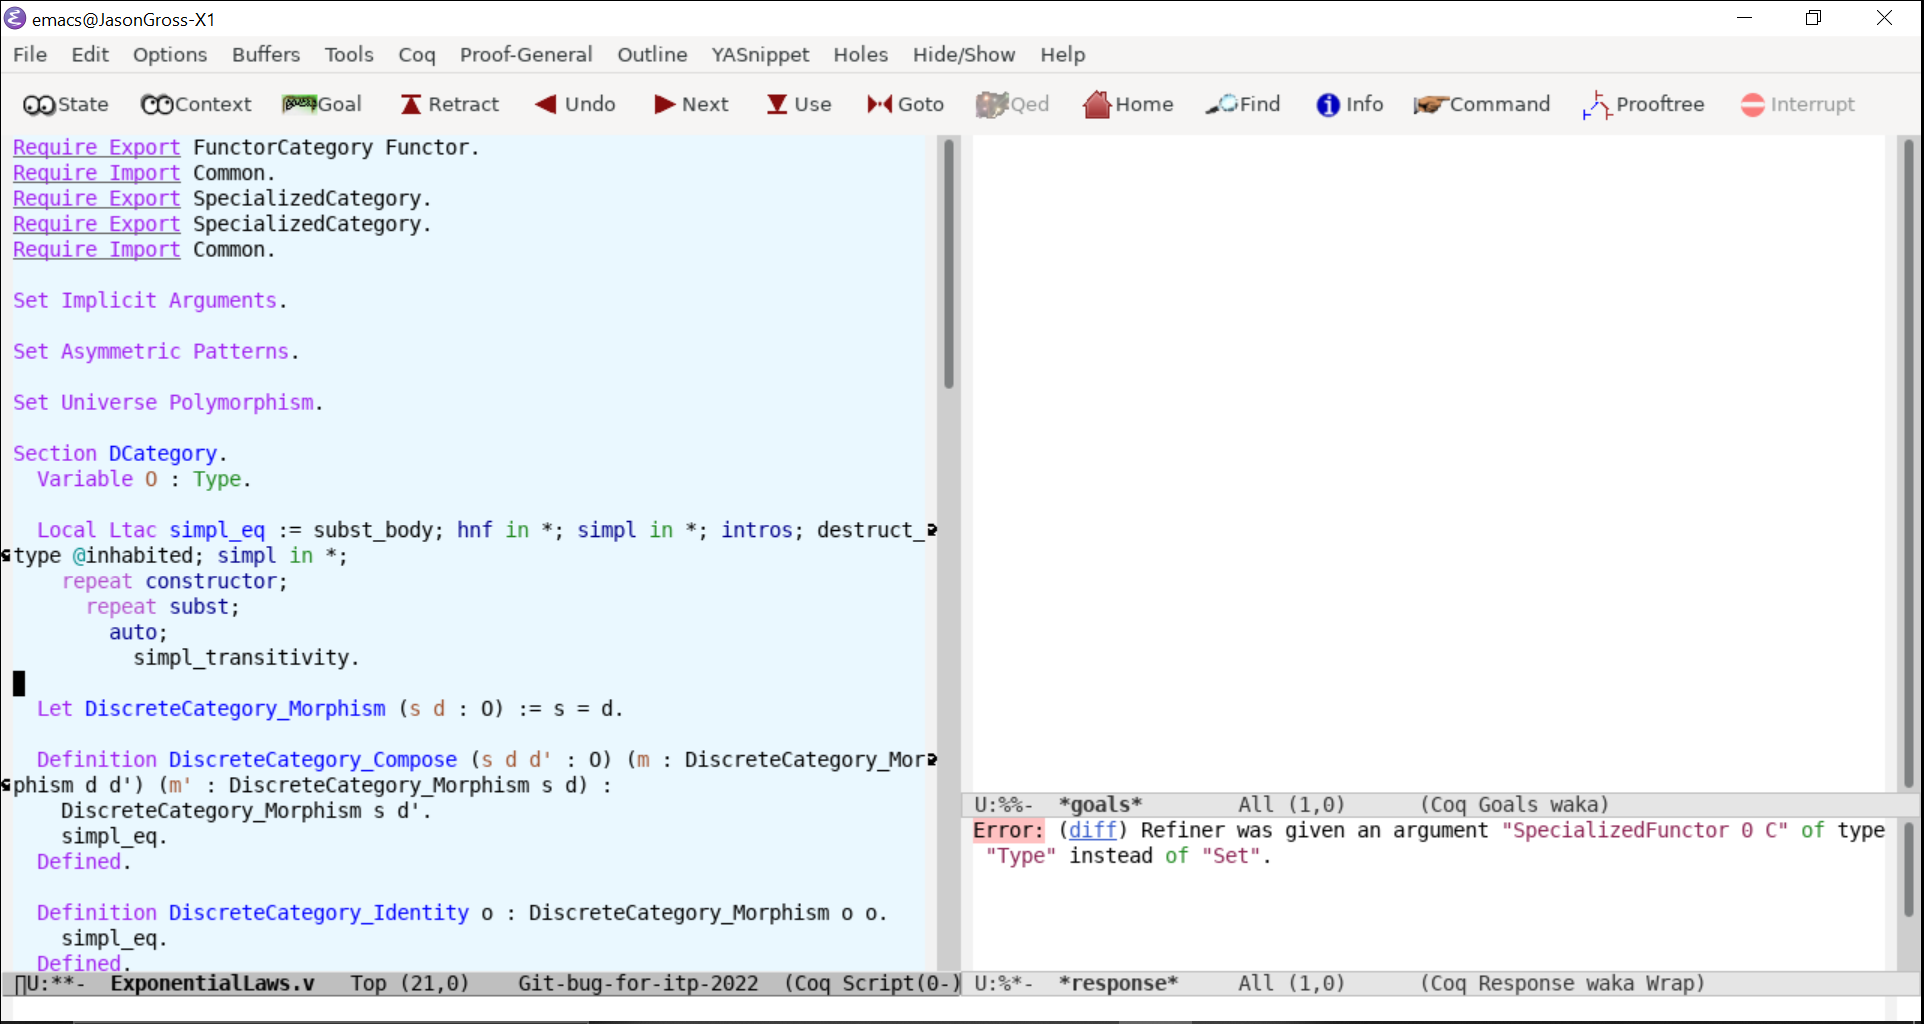 emacs@JasonGross-X1
File Edit Options Buffers Tools Coq Proof-General Outline YASnippet Holes Hide/Show Help
State Context Goal Retract Undo Next Use Goto Qed Home Find Info Command Prooftree Interrupt
Require Export FunctorCategory Functor.
Require Import Common.
Require Export SpecializedCategory.
Require Export SpecializedCategory.
Require Import Common.
Set Implicit Arguments.
Set Asymmetric Patterns.
Set Universe Polymorphism.
Section DCategory.
  Variable O : Type.
  Local Ltac simpl_eq := subst_body; hnf in *; simpl in *; intros; destruct_
type @inhabited; simpl in *;
    repeat constructor;
      repeat subst;
        auto;
          simpl_transitivity.
  Let DiscreteCategory_Morphism (s d : O) := s = d.
  Definition DiscreteCategory_Compose (s d d' : O) (m : DiscreteCategory_Mor
phism d d') (m' : DiscreteCategory_Morphism s d) :
    DiscreteCategory_Morphism s d'.
    simpl_eq.
  Defined.
  Definition DiscreteCategory_Identity o : DiscreteCategory_Morphism o o.
    simpl_eq.
  Defined.
U:**-  ExponentialLaws.v   Top (21,0)    Git-bug-for-itp-2022  (Coq Script(0-)
U:%%-  *goals*        All (1,0)      (Coq Goals waka)
Error: (diff) Refiner was given an argument "SpecializedFunctor 0 C" of type
 "Type" instead of "Set".
U:%*-  *response*     All (1,0)      (Coq Response waka Wrap)